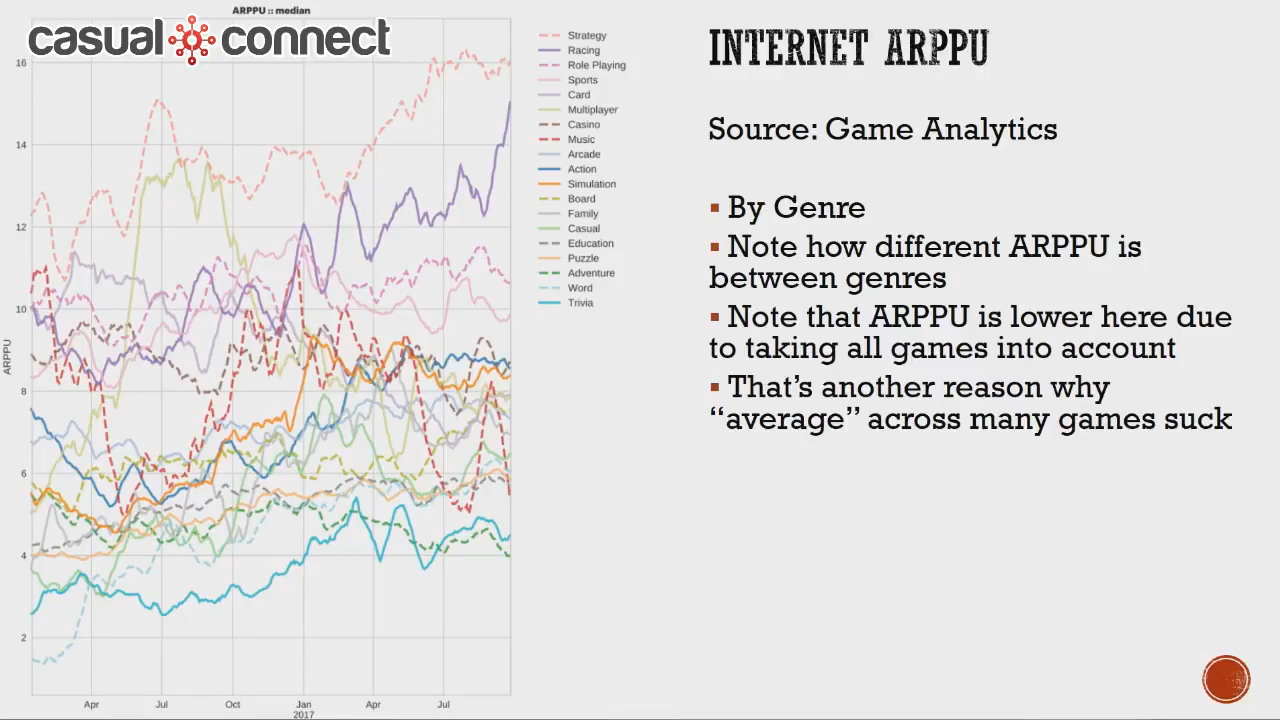 ARPPU :: median
casual connect
16
14
12
10
8
6
4
2
ARPPU
Apr
Jul
Oct
Jan
2017
Apr
Jul
Strategy
Racing
Role Playing
Sports
Card
Multiplayer
Casino
Music
Arcade
Action
Simulation
Board
Family
Casual
Education
Puzzle
Adventure
Word
Trivia
INTERNET ARPPU
Source: Game Analytics
▪ By Genre
▪ Note how different ARPPU is
between genres
▪ Note that ARPPU is lower here due
to taking all games into account
▪ That’s another reason why
“average” across many games suck